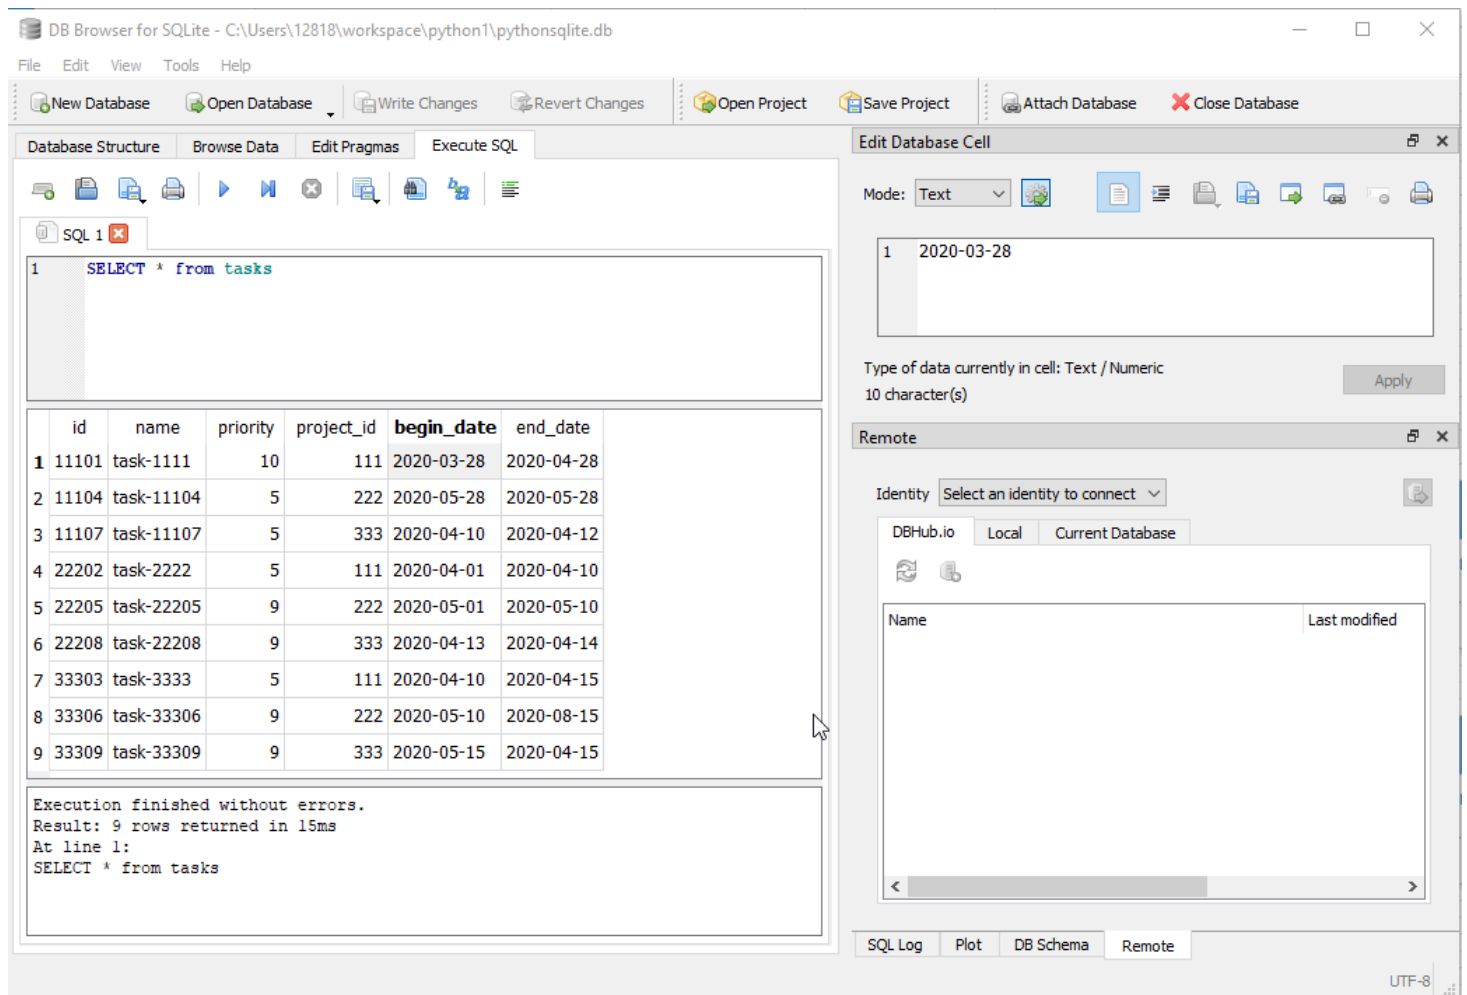 DB Browser for SQLite - C:\Users\12818\workspace\python1\pythonsqlite.db
File Edit View Tools Help
New Database Open Database Write Changes Revert Changes Open Project Save Project Attach Database Close Database
Database Structure Browse Data Edit Pragmas Execute SQL
SQL 1
1 SELECT * from tasks
id name priority project_id begin_date end_date
1 11101 task-1111 10 111 2020-03-28 2020-04-28
2 11104 task-11104 5 222 2020-05-28 2020-05-28
3 11107 task-11107 5 333 2020-04-10 2020-04-12
4 22202 task-2222 5 111 2020-04-01 2020-04-10
5 22205 task-22205 9 222 2020-05-01 2020-05-10
6 22208 task-22208 9 333 2020-04-13 2020-04-14
7 33303 task-3333 5 111 2020-04-10 2020-04-15
8 33306 task-33306 9 222 2020-05-10 2020-08-15
9 33309 task-33309 9 333 2020-05-15 2020-04-15
Execution finished without errors.
Result: 9 rows returned in 15ms
At line 1:
SELECT * from tasks
Edit Database Cell
Mode: Text
1 2020-03-28
Type of data currently in cell: Text / Numeric
10 character(s)
Apply
Remote
Identity Select an identity to connect
DBHub.io Local Current Database
Name Last modified
SQL Log Plot DB Schema Remote
UTF-8